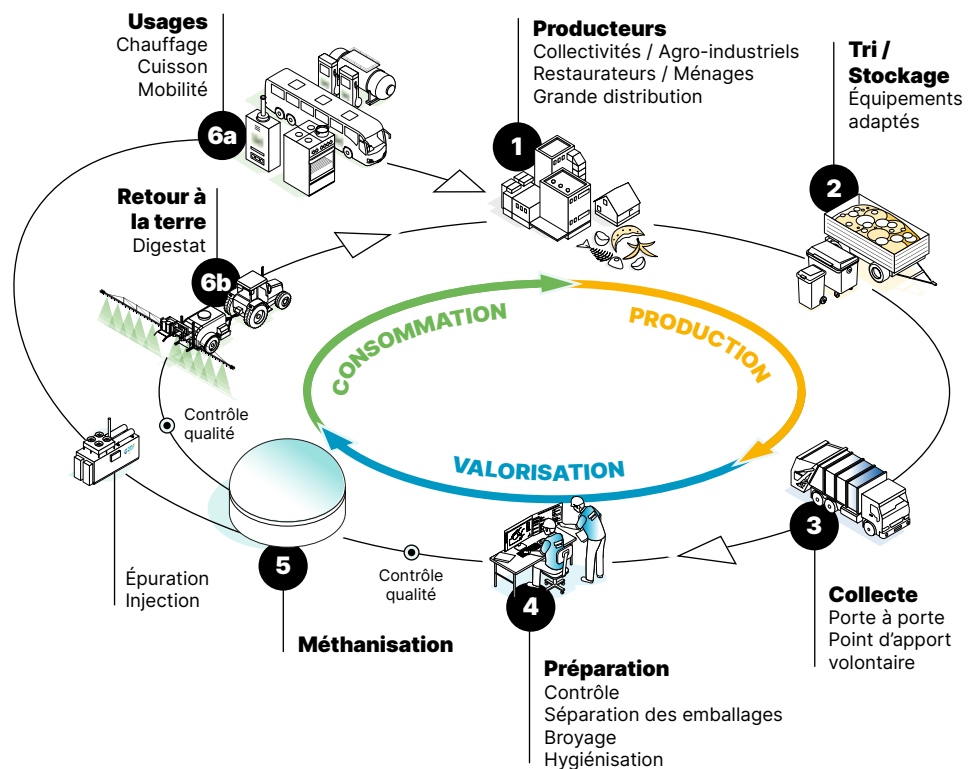 Usages
Chauffage
Cuisson
Mobilité
6a
Producteurs
Collectivités / Agro-industriels
Restaurateurs / Ménages
Grande distribution
1
Tri /
Stockage
Équipements
adaptés
2
Retour à
la terre
Digestat
6b
CONSOMMATION
PRODUCTION
VALORISATION
Contrôle
qualité
3
Collecte
Porte à porte
Point d'apport
volontaire
Contrôle
qualité
4
Préparation
Contrôle
Séparation des emballages
Broyage
Hygiénisation
5
Méthanisation
Épuration
Injection